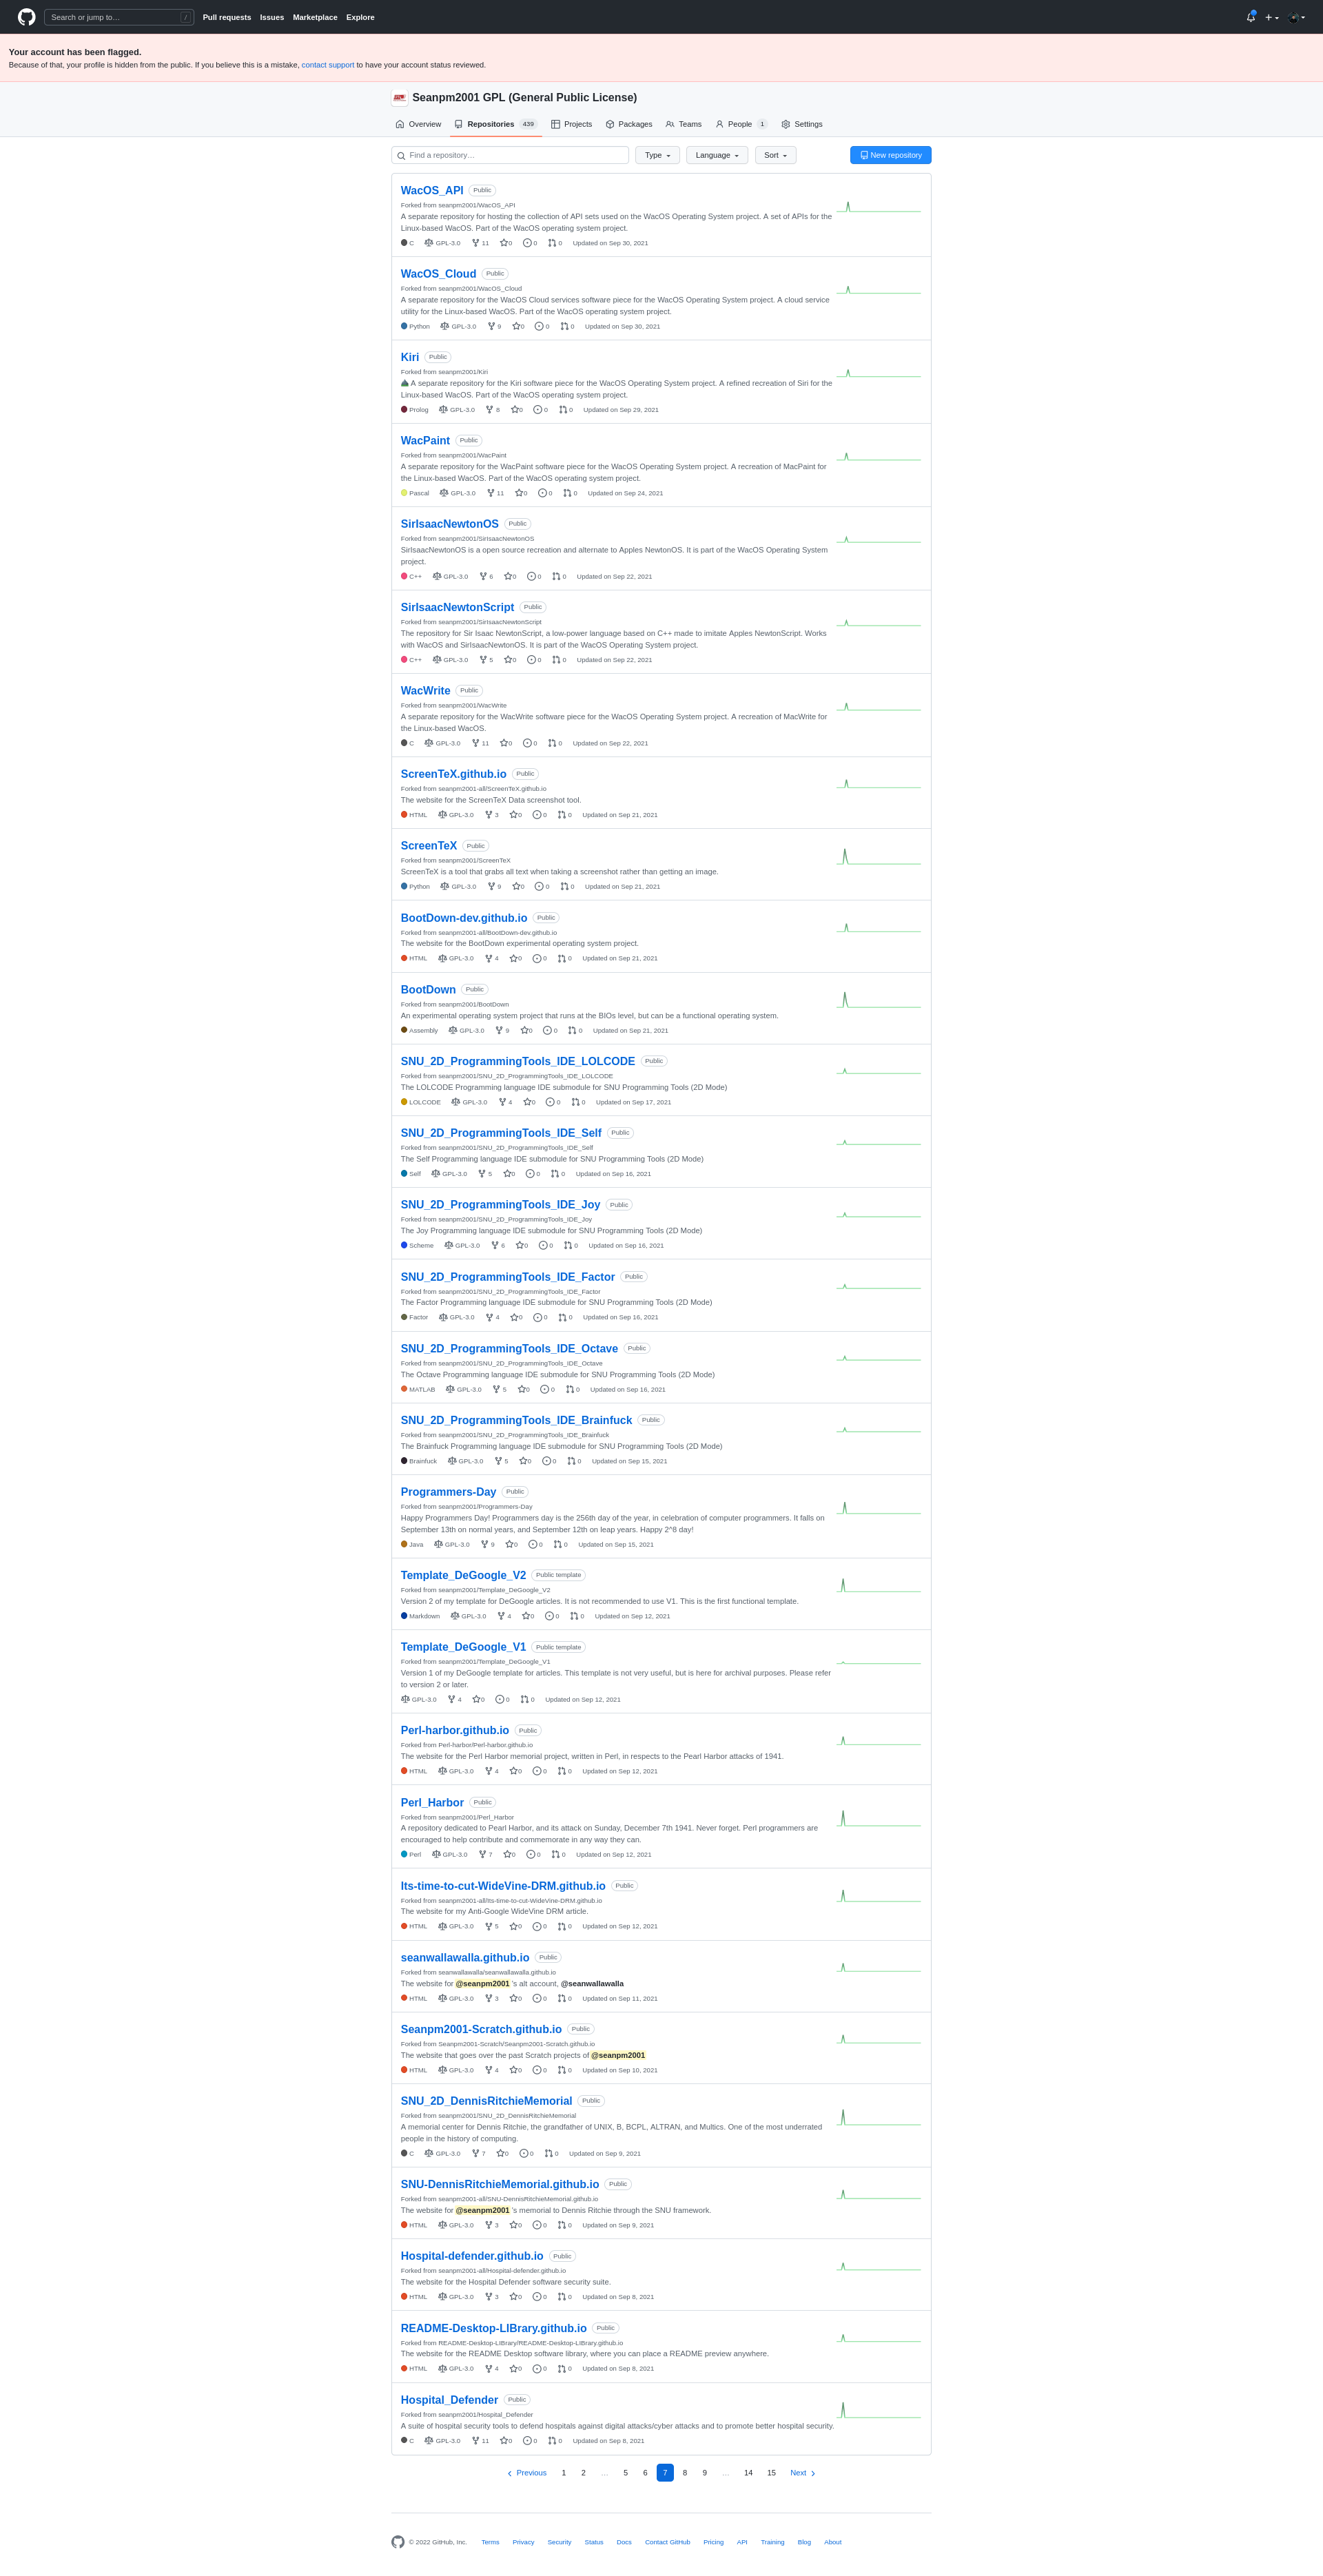 Search or jump to… /
Pull requests Issues Marketplace Explore
Your account has been flagged.
Because of that, your profile is hidden from the public. If you believe this is a mistake, contact support to have your account status reviewed.
Seanpm2001 GPL (General Public License)
Overview Repositories 439 Projects Packages Teams People 1 Settings
Find a repository… Type Language Sort New repository
WacOS_API Public
Forked from seanpm2001/WacOS_API
A separate repository for hosting the collection of API sets used on the WacOS Operating System project. A set of APIs for the
Linux-based WacOS. Part of the WacOS operating system project.
C GPL-3.0 11 0 0 0 Updated on Sep 30, 2021
WacOS_Cloud Public
Forked from seanpm2001/WacOS_Cloud
A separate repository for the WacOS Cloud services software piece for the WacOS Operating System project. A cloud service
utility for the Linux-based WacOS. Part of the WacOS operating system project.
Python GPL-3.0 9 0 0 0 Updated on Sep 30, 2021
Kiri Public
Forked from seanpm2001/Kiri
A separate repository for the Kiri software piece for the WacOS Operating System project. A refined recreation of Siri for the
Linux-based WacOS. Part of the WacOS operating system project.
Prolog GPL-3.0 8 0 0 0 Updated on Sep 29, 2021
WacPaint Public
Forked from seanpm2001/WacPaint
A separate repository for the WacPaint software piece for the WacOS Operating System project. A recreation of MacPaint for
the Linux-based WacOS. Part of the WacOS operating system project.
Pascal GPL-3.0 11 0 0 0 Updated on Sep 24, 2021
SirIsaacNewtonOS Public
Forked from seanpm2001/SirIsaacNewtonOS
SirIsaacNewtonOS is a open source recreation and alternate to Apples NewtonOS. It is part of the WacOS Operating System
project.
C++ GPL-3.0 6 0 0 0 Updated on Sep 22, 2021
SirIsaacNewtonScript Public
Forked from seanpm2001/SirIsaacNewtonScript
The repository for Sir Isaac NewtonScript, a low-power language based on C++ made to imitate Apples NewtonScript. Works
with WacOS and SirIsaacNewtonOS. It is part of the WacOS Operating System project.
C++ GPL-3.0 5 0 0 0 Updated on Sep 22, 2021
WacWrite Public
Forked from seanpm2001/WacWrite
A separate repository for the WacWrite software piece for the WacOS Operating System project. A recreation of MacWrite for
the Linux-based WacOS.
C GPL-3.0 11 0 0 0 Updated on Sep 22, 2021
ScreenTeX.github.io Public
Forked from seanpm2001-all/ScreenTeX.github.io
The website for the ScreenTeX Data screenshot tool.
HTML GPL-3.0 3 0 0 0 Updated on Sep 21, 2021
ScreenTeX Public
Forked from seanpm2001/ScreenTeX
ScreenTeX is a tool that grabs all text when taking a screenshot rather than getting an image.
Python GPL-3.0 9 0 0 0 Updated on Sep 21, 2021
BootDown-dev.github.io Public
Forked from seanpm2001-all/BootDown-dev.github.io
The website for the BootDown experimental operating system project.
HTML GPL-3.0 4 0 0 0 Updated on Sep 21, 2021
BootDown Public
Forked from seanpm2001/BootDown
An experimental operating system project that runs at the BIOs level, but can be a functional operating system.
Assembly GPL-3.0 9 0 0 0 Updated on Sep 21, 2021
SNU_2D_ProgrammingTools_IDE_LOLCODE Public
Forked from seanpm2001/SNU_2D_ProgrammingTools_IDE_LOLCODE
The LOLCODE Programming language IDE submodule for SNU Programming Tools (2D Mode)
LOLCODE GPL-3.0 4 0 0 0 Updated on Sep 17, 2021
SNU_2D_ProgrammingTools_IDE_Self Public
Forked from seanpm2001/SNU_2D_ProgrammingTools_IDE_Self
The Self Programming language IDE submodule for SNU Programming Tools (2D Mode)
Self GPL-3.0 5 0 0 0 Updated on Sep 16, 2021
SNU_2D_ProgrammingTools_IDE_Joy Public
Forked from seanpm2001/SNU_2D_ProgrammingTools_IDE_Joy
The Joy Programming language IDE submodule for SNU Programming Tools (2D Mode)
Scheme GPL-3.0 6 0 0 0 Updated on Sep 16, 2021
SNU_2D_ProgrammingTools_IDE_Factor Public
Forked from seanpm2001/SNU_2D_ProgrammingTools_IDE_Factor
The Factor Programming language IDE submodule for SNU Programming Tools (2D Mode)
Factor GPL-3.0 4 0 0 0 Updated on Sep 16, 2021
SNU_2D_ProgrammingTools_IDE_Octave Public
Forked from seanpm2001/SNU_2D_ProgrammingTools_IDE_Octave
The Octave Programming language IDE submodule for SNU Programming Tools (2D Mode)
MATLAB GPL-3.0 5 0 0 0 Updated on Sep 16, 2021
SNU_2D_ProgrammingTools_IDE_Brainfuck Public
Forked from seanpm2001/SNU_2D_ProgrammingTools_IDE_Brainfuck
The Brainfuck Programming language IDE submodule for SNU Programming Tools (2D Mode)
Brainfuck GPL-3.0 5 0 0 0 Updated on Sep 15, 2021
Programmers-Day Public
Forked from seanpm2001/Programmers-Day
Happy Programmers Day! Programmers day is the 256th day of the year, in celebration of computer programmers. It falls on
September 13th on normal years, and September 12th on leap years. Happy 2^8 day!
Java GPL-3.0 9 0 0 0 Updated on Sep 15, 2021
Template_DeGoogle_V2 Public template
Forked from seanpm2001/Template_DeGoogle_V2
Version 2 of my template for DeGoogle articles. It is not recommended to use V1. This is the first functional template.
Markdown GPL-3.0 4 0 0 0 Updated on Sep 12, 2021
Template_DeGoogle_V1 Public template
Forked from seanpm2001/Template_DeGoogle_V1
Version 1 of my DeGoogle template for articles. This template is not very useful, but is here for archival purposes. Please refer
to version 2 or later.
GPL-3.0 4 0 0 0 Updated on Sep 12, 2021
Perl-harbor.github.io Public
Forked from Perl-harbor/Perl-harbor.github.io
The website for the Perl Harbor memorial project, written in Perl, in respects to the Pearl Harbor attacks of 1941.
HTML GPL-3.0 4 0 0 0 Updated on Sep 12, 2021
Perl_Harbor Public
Forked from seanpm2001/Perl_Harbor
A repository dedicated to Pearl Harbor, and its attack on Sunday, December 7th 1941. Never forget. Perl programmers are
encouraged to help contribute and commemorate in any way they can.
Perl GPL-3.0 7 0 0 0 Updated on Sep 12, 2021
Its-time-to-cut-WideVine-DRM.github.io Public
Forked from seanpm2001-all/Its-time-to-cut-WideVine-DRM.github.io
The website for my Anti-Google WideVine DRM article.
HTML GPL-3.0 5 0 0 0 Updated on Sep 12, 2021
seanwallawalla.github.io Public
Forked from seanwallawalla/seanwallawalla.github.io
The website for @seanpm2001 's alt account, @seanwallawalla
HTML GPL-3.0 3 0 0 0 Updated on Sep 11, 2021
Seanpm2001-Scratch.github.io Public
Forked from Seanpm2001-Scratch/Seanpm2001-Scratch.github.io
The website that goes over the past Scratch projects of @seanpm2001
HTML GPL-3.0 4 0 0 0 Updated on Sep 10, 2021
SNU_2D_DennisRitchieMemorial Public
Forked from seanpm2001/SNU_2D_DennisRitchieMemorial
A memorial center for Dennis Ritchie, the grandfather of UNIX, B, BCPL, ALTRAN, and Multics. One of the most underrated
people in the history of computing.
C GPL-3.0 7 0 0 0 Updated on Sep 9, 2021
SNU-DennisRitchieMemorial.github.io Public
Forked from seanpm2001-all/SNU-DennisRitchieMemorial.github.io
The website for @seanpm2001 's memorial to Dennis Ritchie through the SNU framework.
HTML GPL-3.0 3 0 0 0 Updated on Sep 9, 2021
Hospital-defender.github.io Public
Forked from seanpm2001-all/Hospital-defender.github.io
The website for the Hospital Defender software security suite.
HTML GPL-3.0 3 0 0 0 Updated on Sep 8, 2021
README-Desktop-LIBrary.github.io Public
Forked from README-Desktop-LIBrary/README-Desktop-LIBrary.github.io
The website for the README Desktop software library, where you can place a README preview anywhere.
HTML GPL-3.0 4 0 0 0 Updated on Sep 8, 2021
Hospital_Defender Public
Forked from seanpm2001/Hospital_Defender
A suite of hospital security tools to defend hospitals against digital attacks/cyber attacks and to promote better hospital security.
C GPL-3.0 11 0 0 0 Updated on Sep 8, 2021
Previous 1 2 … 5 6 7 8 9 … 14 15 Next
© 2022 GitHub, Inc. Terms Privacy Security Status Docs Contact GitHub Pricing API Training Blog About